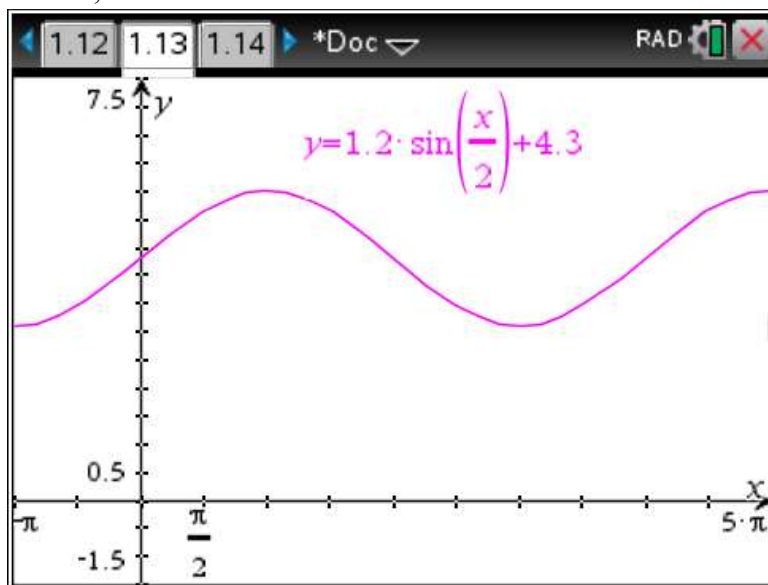 1.12 1.13 1.14 *Doc RAD
7.5 y
y=1.2·sin(x/2)+4.3
0.5
x
-π π/2 5·π
-1.5